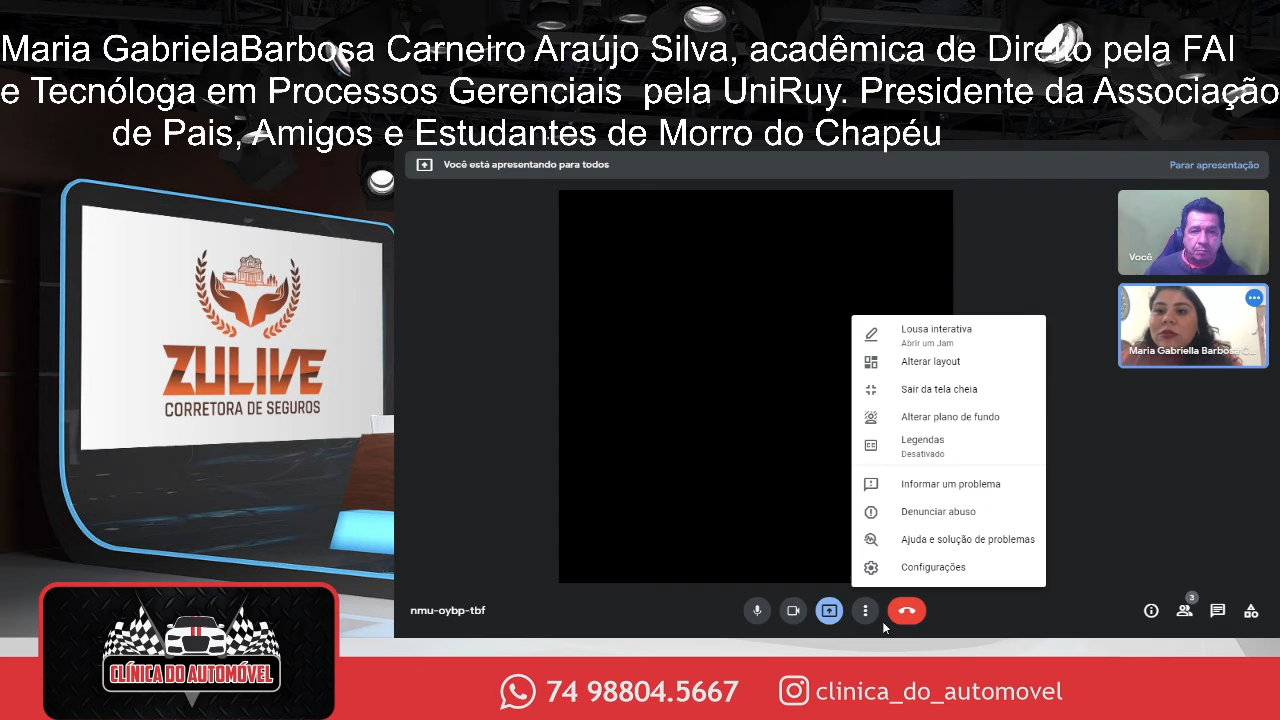 Maria GabrielaBarbosa Carneiro Araújo Silva, acadêmica de Direito pela FAI
e Tecnóloga em Processos Gerenciais  pela UniRuy. Presidente da Associação
de Pais, Amigos e Estudantes de Morro do Chapéu
Você está apresentando para todos
Parar apresentação
Você
Maria Gabriella Barbosa C...
ZULIVE
CORRETORA DE SEGUROS
Lousa interativa
Abrir um Jam
Alterar layout
Sair da tela cheia
Alterar plano de fundo
Legendas
Desativado
Informar um problema
Denunciar abuso
Ajuda e solução de problemas
Configurações
nmu-oybp-tbf
3
CLÍNICA DO AUTOMÓVEL
74 98804.5667
clinica_do_automovel